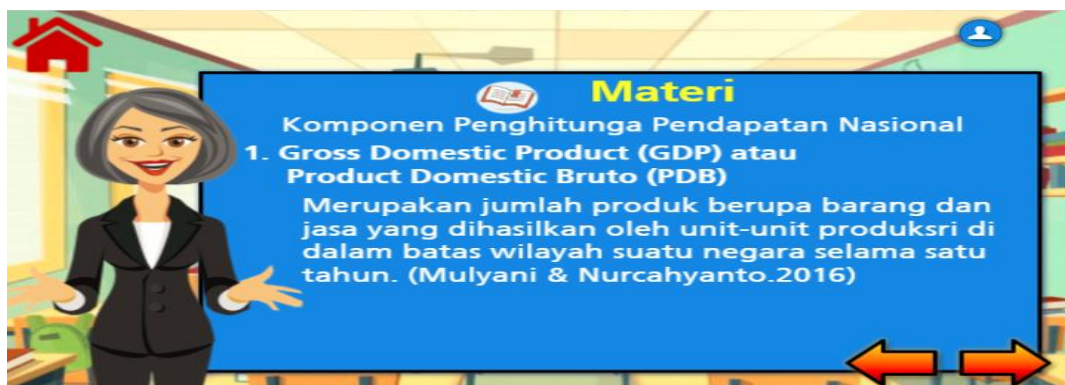 Materi
Komponen Penghitunga Pendapatan Nasional
1. Gross Domestic Product (GDP) atau
Product Domestic Bruto (PDB)
Merupakan jumlah produk berupa barang dan
jasa yang dihasilkan oleh unit-unit produksri di
dalam batas wilayah suatu negara selama satu
tahun. (Mulyani & Nurcahyanto.2016)